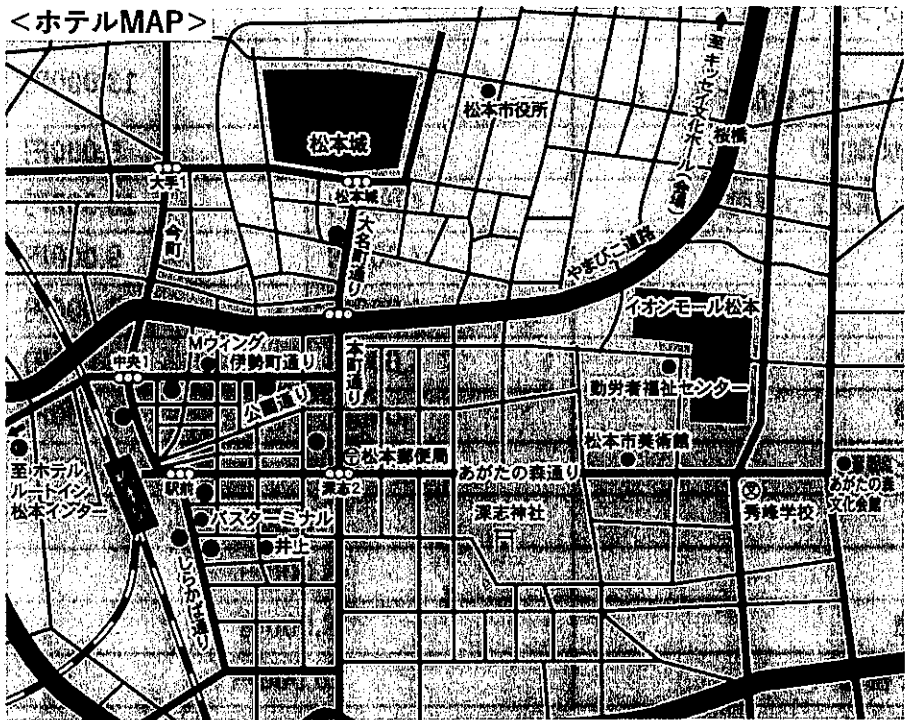 <ホテルMAP>
至キッセイ文化ホール(会場)
松本市役所
桜橋
松本城
大手1
松本城
今町
大名町通り
やまびこ道路
イオンモール松本
Mウイング
伊勢町通り
中央1
本町通り
勤労者福祉センター
公園通り
松本市美術館
〒松本郵便局
あがたの森通り
至 ホテル
ルートイン
松本インター
駅前
深志2
あがたの森
文化会館
秀峰学校
深志神社
バスターミナル
井上
しらかば通り